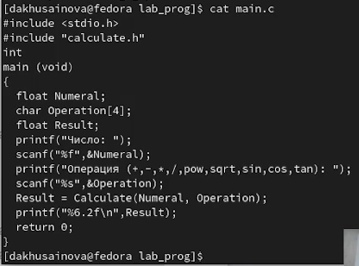 [dakhusainova@fedora lab_prog]$ cat main.c
#include <stdio.h>
#include "calculate.h"
int
main (void)
{
  float Numeral;
  char Operation[4];
  float Result;
  printf("Число: ");
  scanf("%f",&Numeral);
  printf("Операция (+,-,*,/,pow,sqrt,sin,cos,tan): ");
  scanf("%s",&Operation);
  Result = Calculate(Numeral, Operation);
  printf("%6.2f\n",Result);
  return 0;
}
[dakhusainova@fedora lab_prog]$